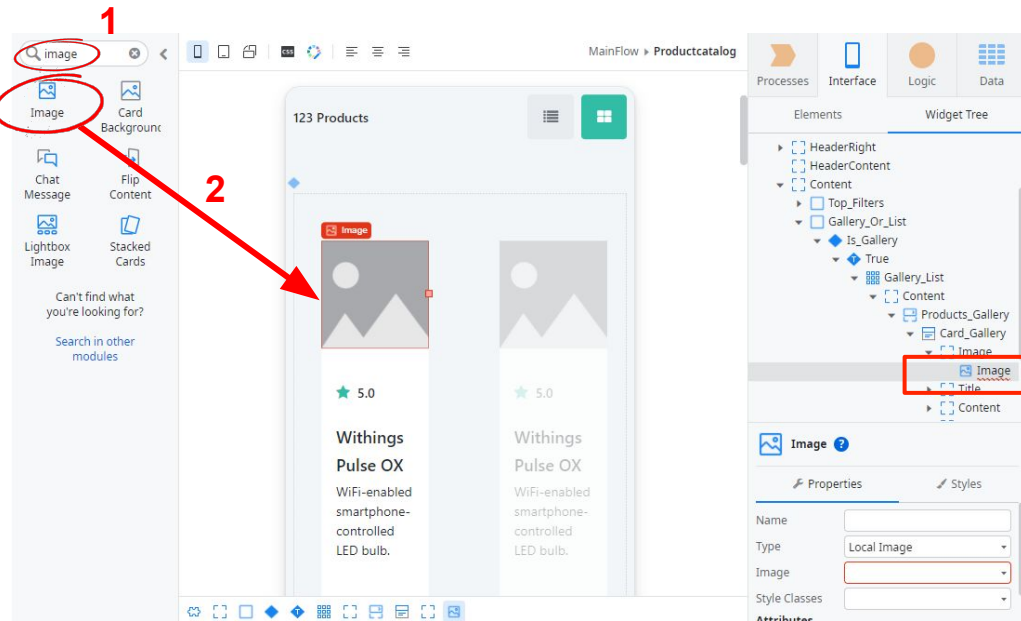 1
image
CSS
MainFlow ▸ Productcatalog
Processes
Interface
Logic
Data
Image
Card
Background
Chat
Message
Flip
Content
Lightbox
Image
Stacked
Cards
Can't find what
you're looking for?
Search in other
modules
2
123 Products
Image
5.0
Withings
Pulse OX
WiFi-enabled
smartphone-
controlled
LED bulb.
5.0
Withings
Pulse OX
WiFi-enabled
smartphone-
controlled
LED bulb.
Elements
Widget Tree
HeaderRight
HeaderContent
Content
Top_Filters
Gallery_Or_List
Is_Gallery
True
Gallery_List
Content
Products_Gallery
Card_Gallery
Image
Image
Title
Content
Image ?
Properties
Styles
Name
Type
Local Image
Image
Style Classes
Attributes